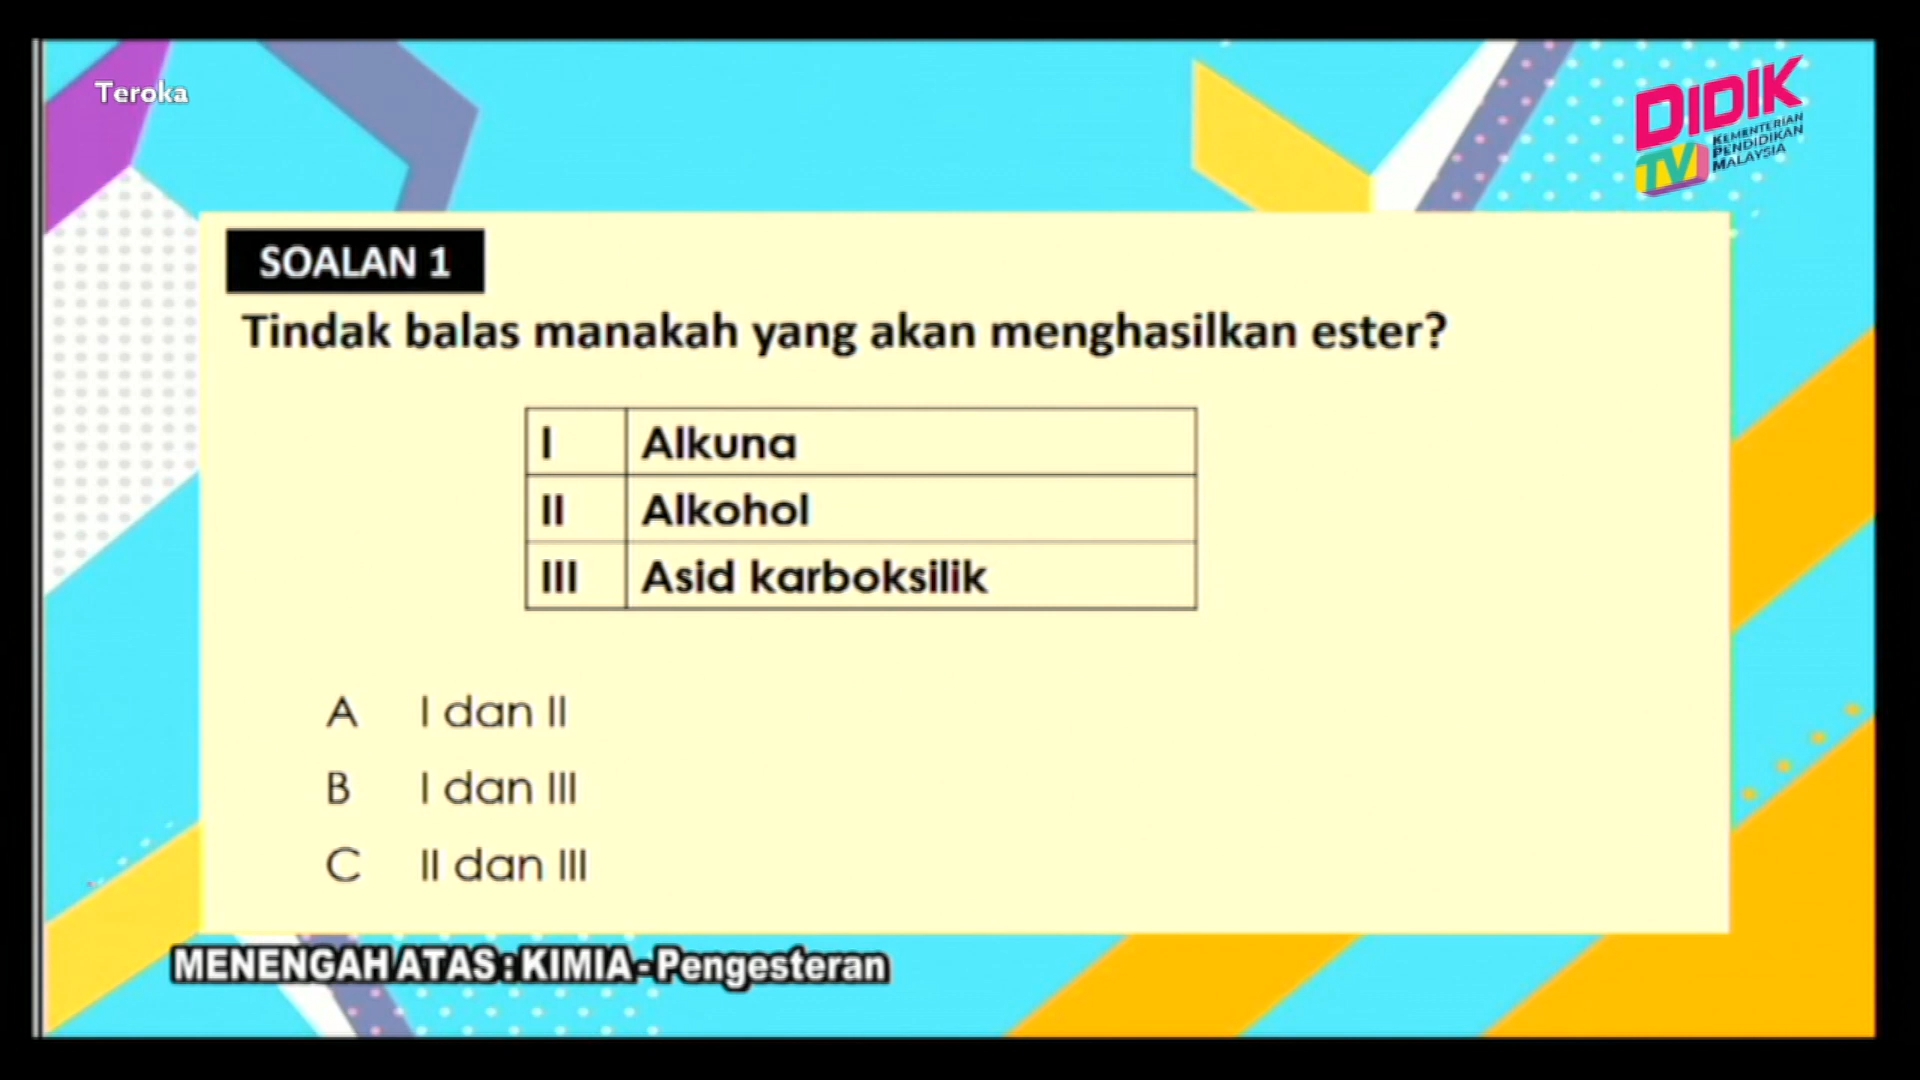 Teroka
DIDIK
TV
KEMENTERIAN
PENDIDIKAN
MALAYSIA
SOALAN 1
Tindak balas manakah yang akan menghasilkan ester?
I Alkuna
II Alkohol
III Asid karboksilik
A I dan II
B I dan III
C II dan III
MENENGAH ATAS : KIMIA - Pengesteran